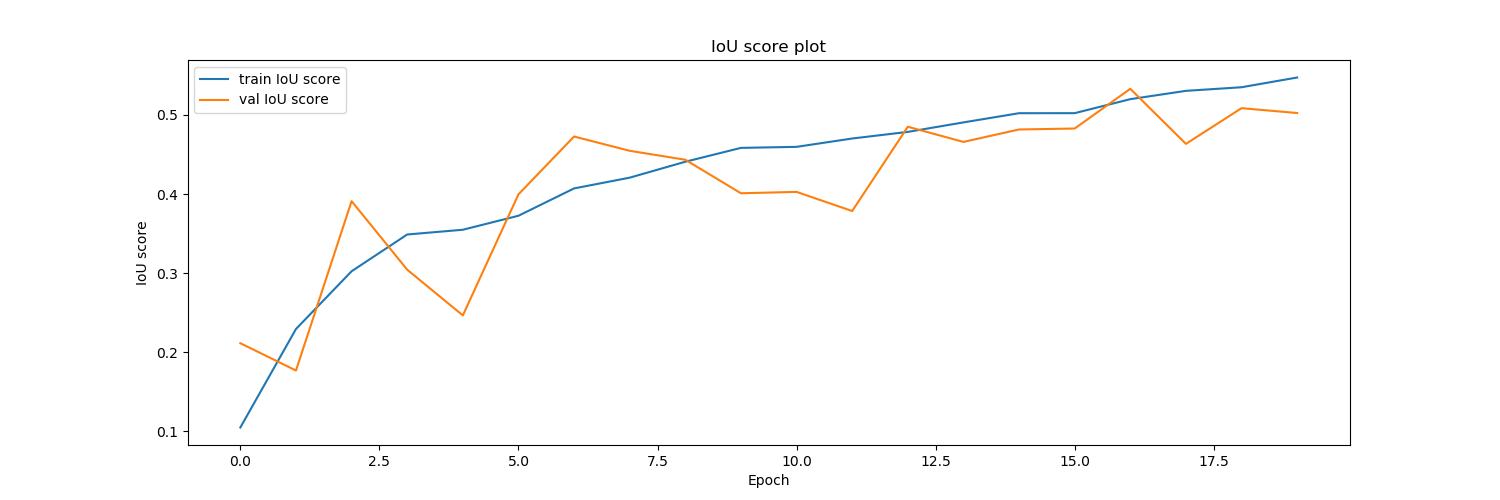 IoU score plot
train IoU score
val IoU score
IoU score
0.5
0.4
0.3
0.2
0.1
0.0 2.5 5.0 7.5 10.0 12.5 15.0 17.5
Epoch